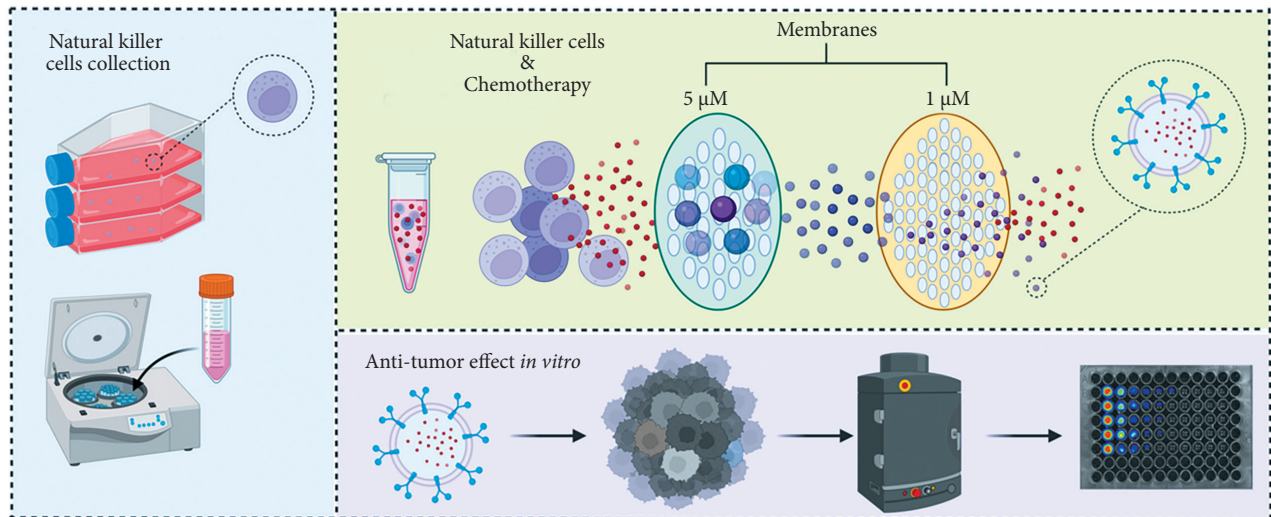 Natural killer
cells collection
Natural killer cells
&
Chemotherapy
Membranes
5 µM
1 µM
Anti-tumor effect in vitro